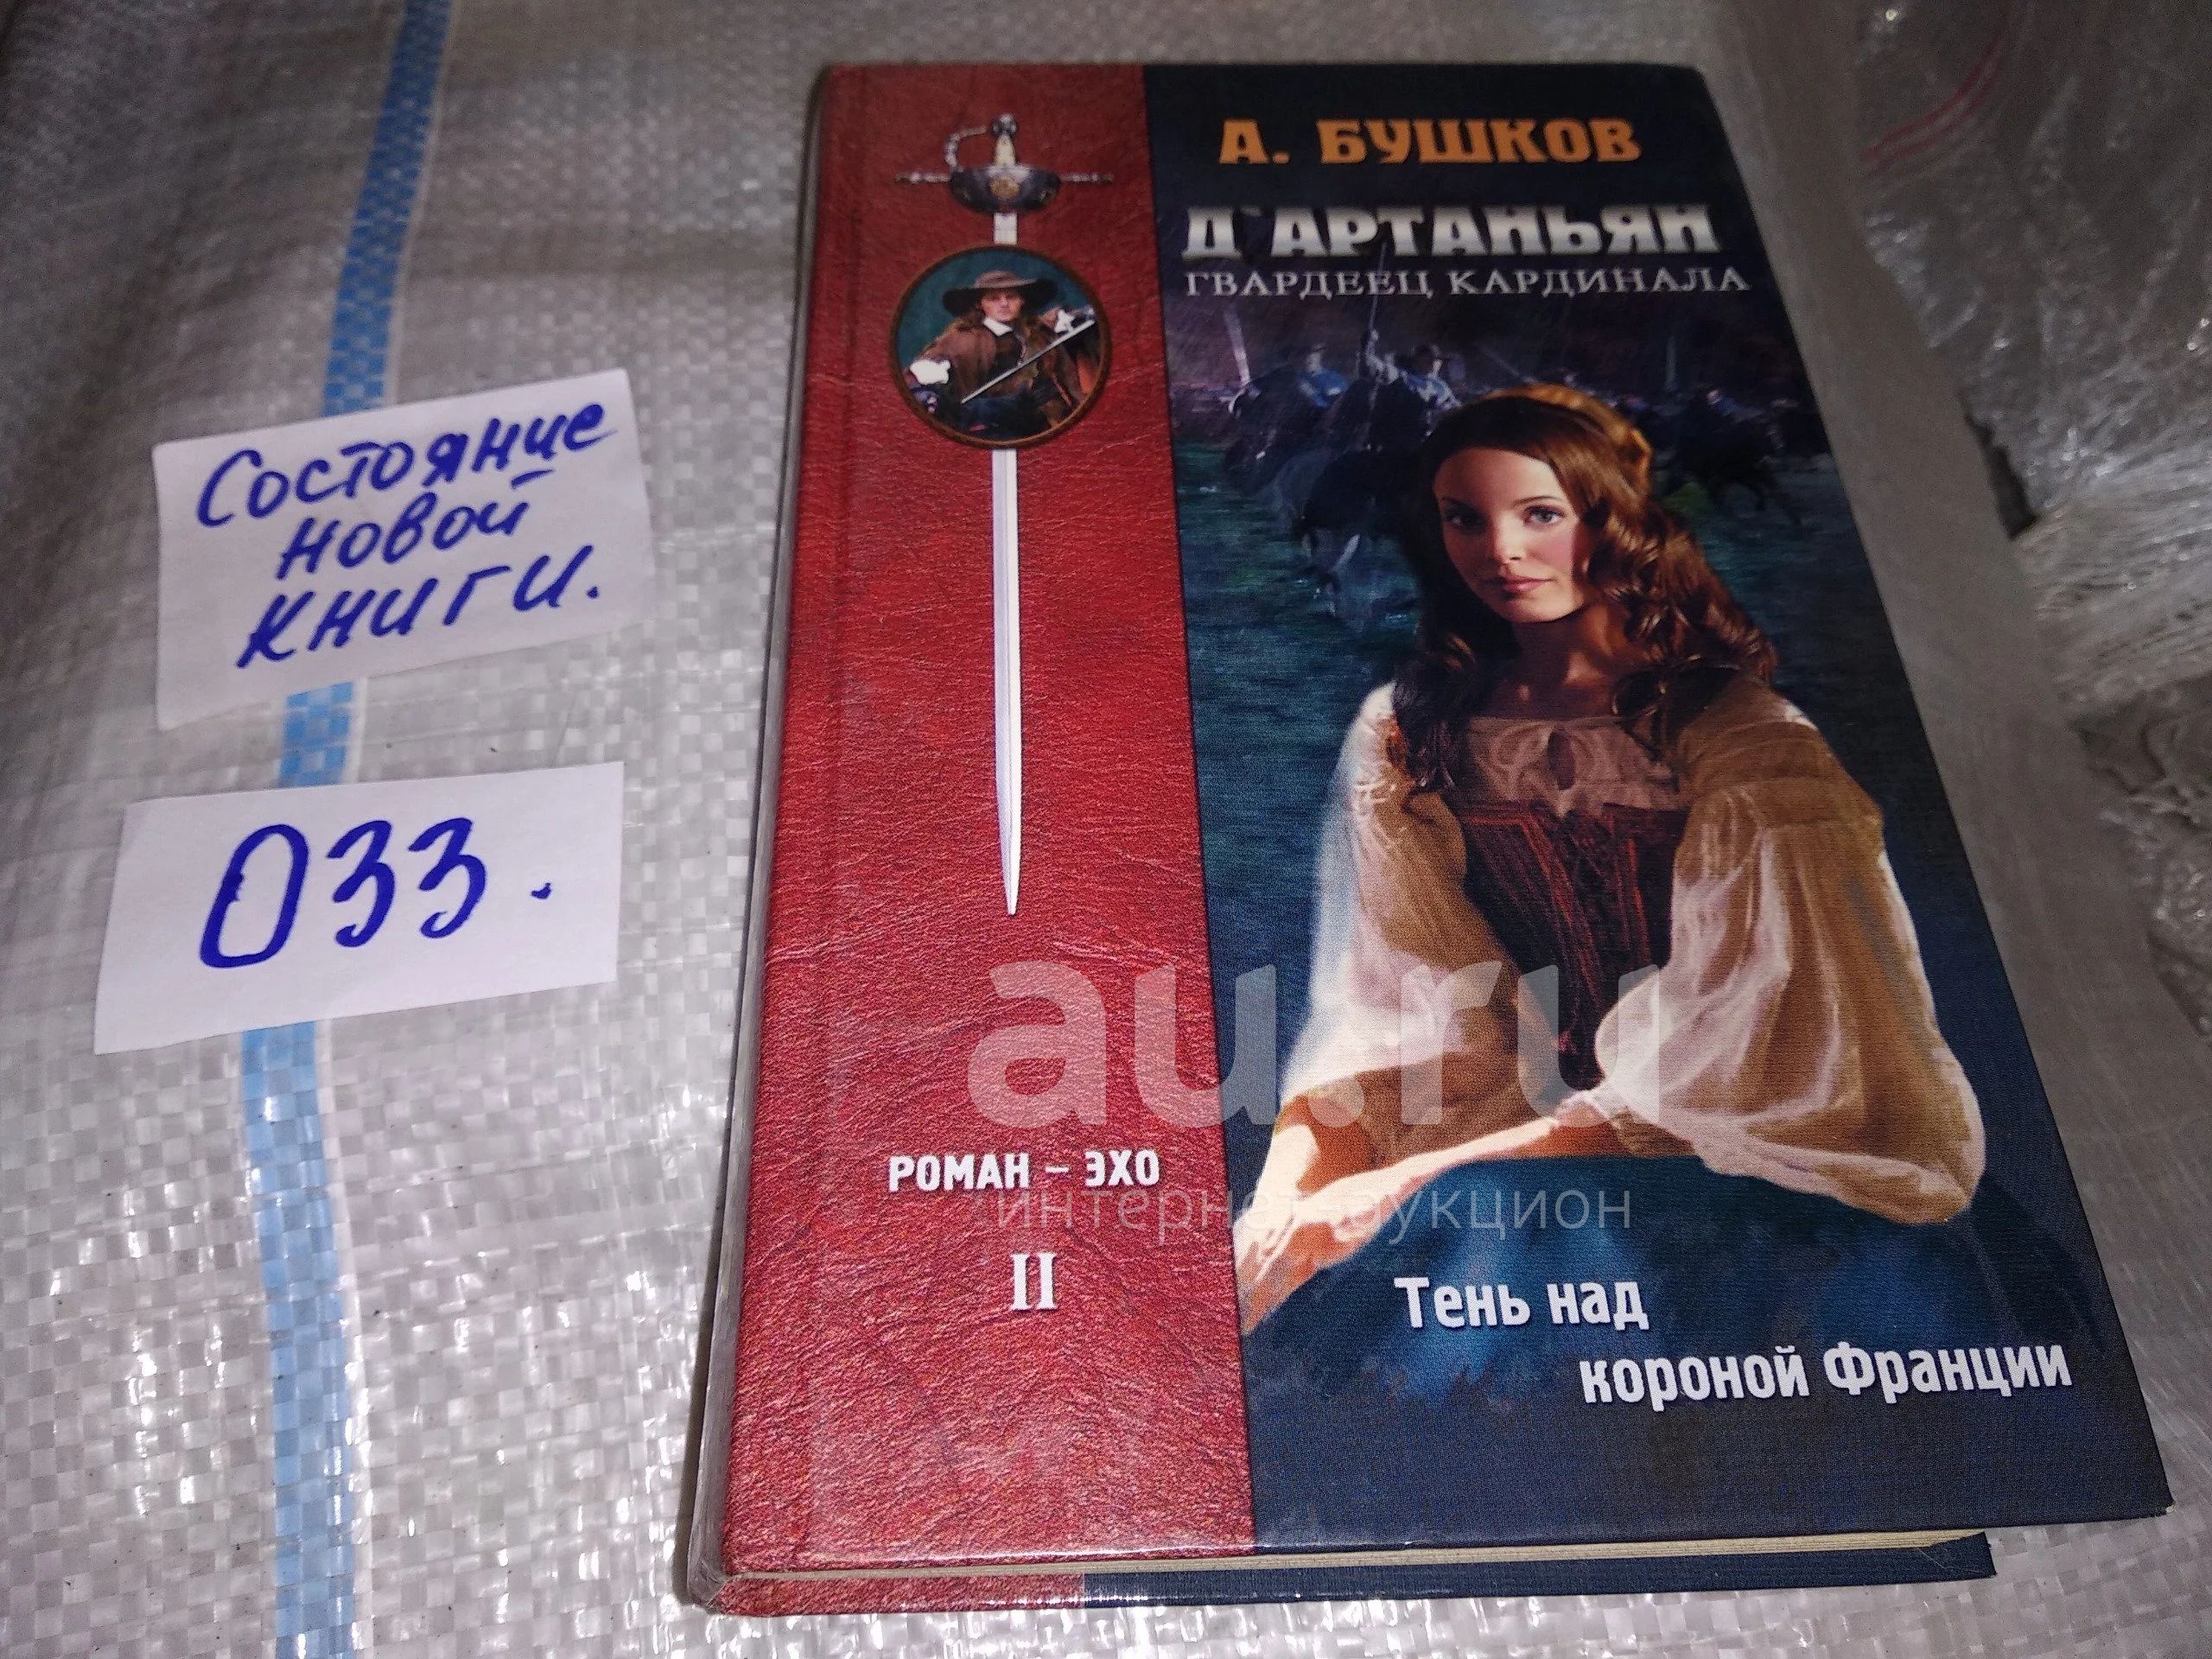 А. БУШКОВ
Д'АРТАНЬЯН
ГВАРДЕЕЦ КАРДИНАЛА
Состояние
новой
книги.
033.
au.ru
РОМАН – ЭХО
интернет-аукцион
II
Тень над
короной Франции